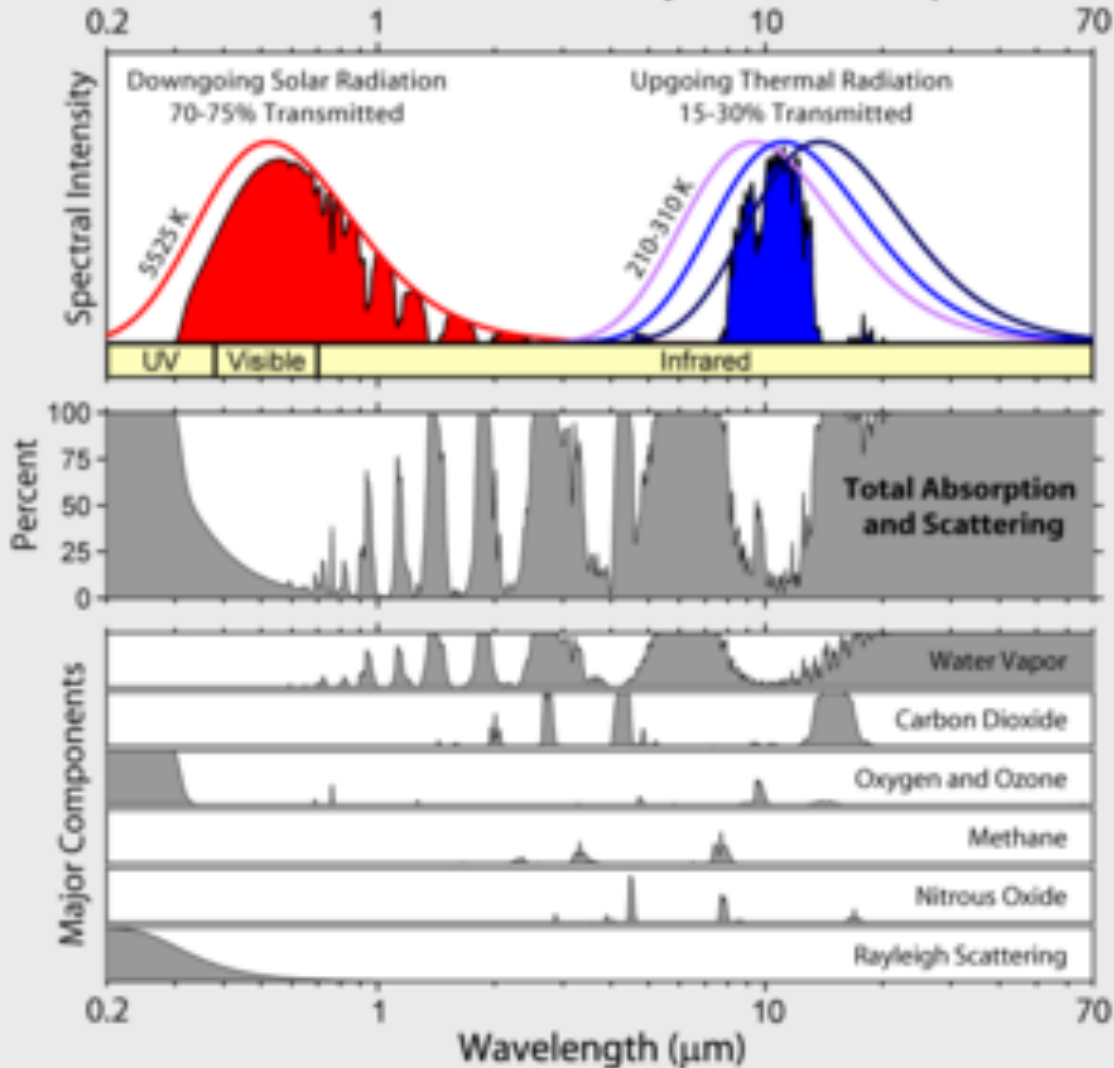 0.2 1 10 70
Downgoing Solar Radiation
70-75% Transmitted
Upgoing Thermal Radiation
15-30% Transmitted
Spectral Intensity
5525 K
210-310 K
UV Visible Infrared
Percent
100
75
50
25
0
Total Absorption
and Scattering
Major Components
Water Vapor
Carbon Dioxide
Oxygen and Ozone
Methane
Nitrous Oxide
Rayleigh Scattering
0.2 1 10 70
Wavelength (μm)